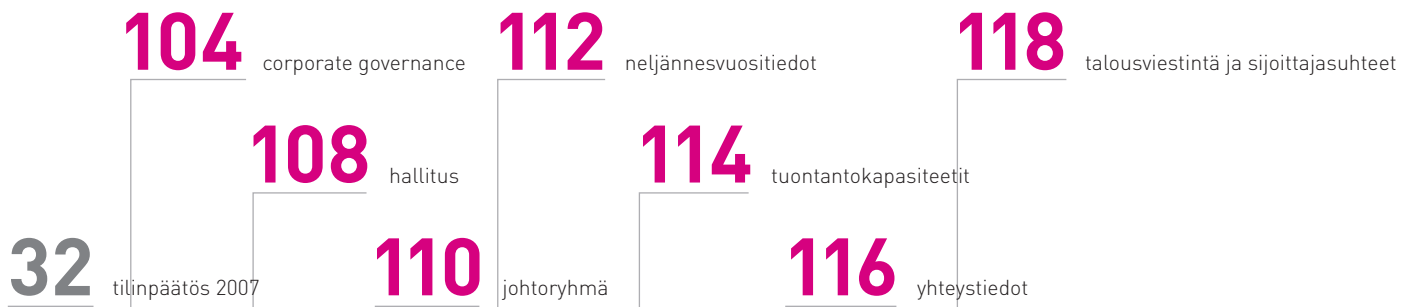 104 corporate governance
112 neljännesvuositiedot
118 talousviestintä ja sijoittajasuhteet
108 hallitus
114 tuontantokapasiteetit
32 tilinpäätös 2007
110 johtoryhmä
116 yhteystiedot